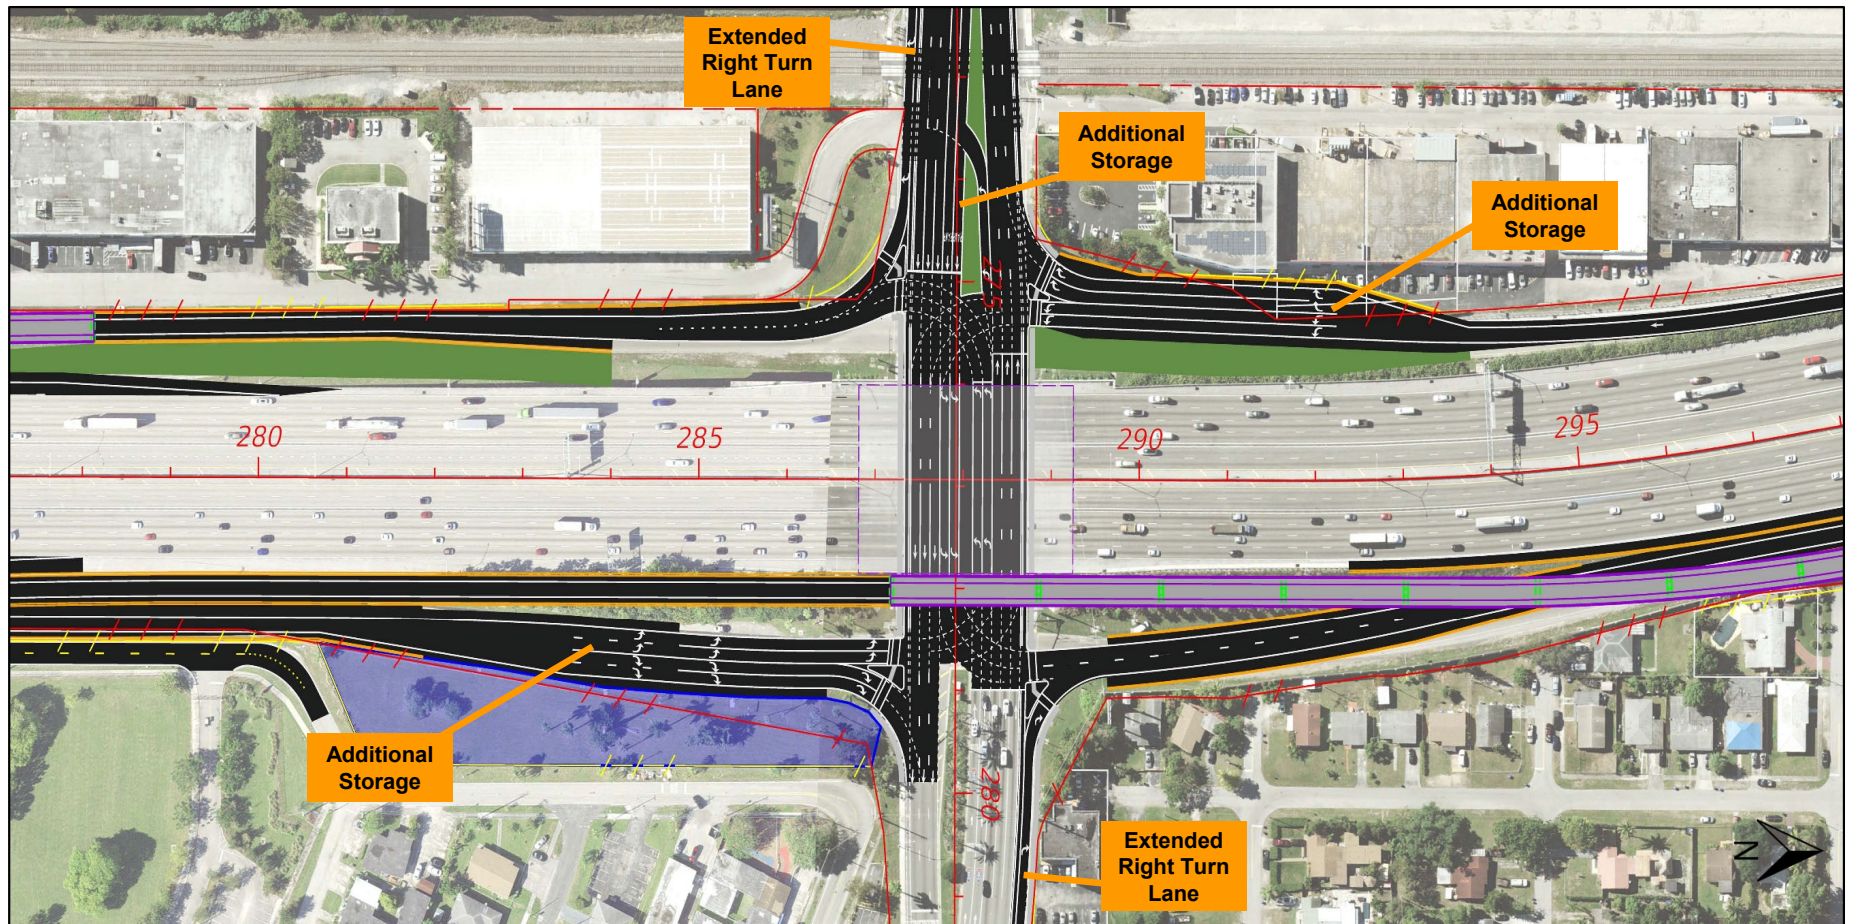 Extended
Right Turn
Lane
Additional
Storage
Additional
Storage
275
280
285
290
295
Additional
Storage
280
Extended
Right Turn
Lane
N